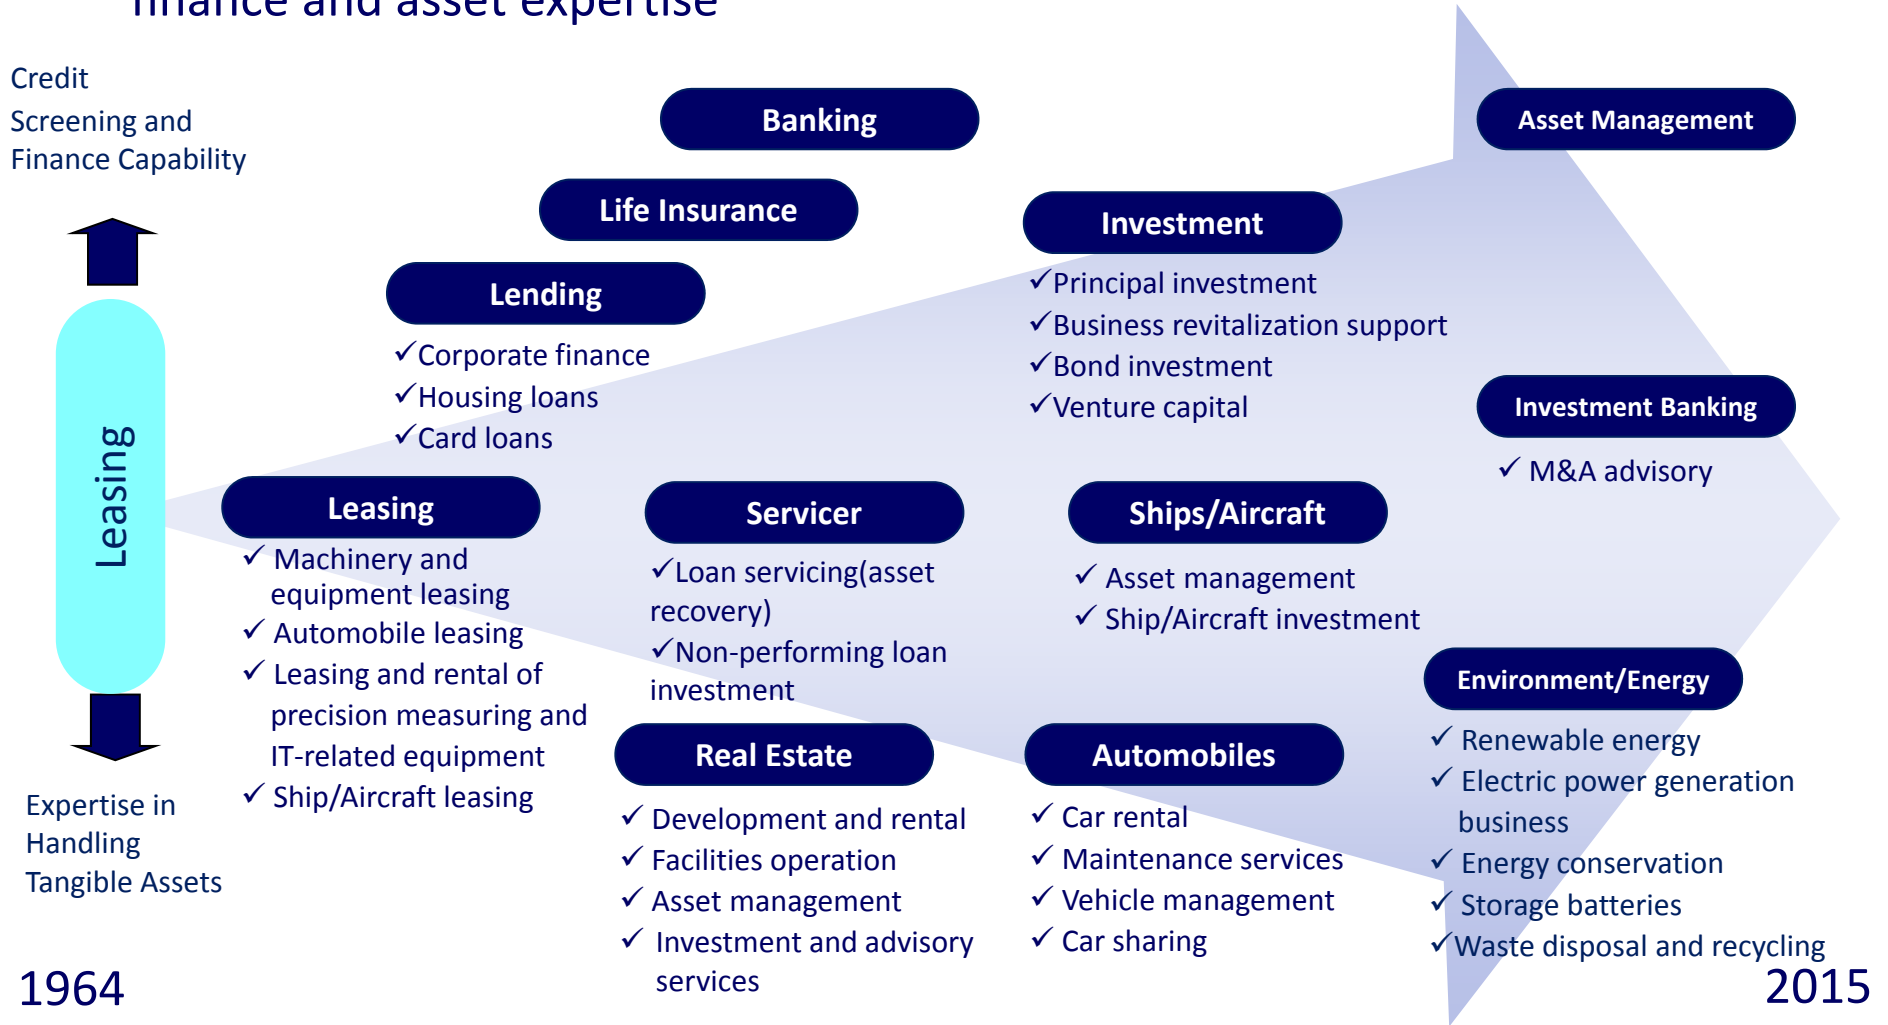 finance and asset expertise
Credit
Screening and
Finance Capability
Leasing
Expertise in
Handling
Tangible Assets
1964
Banking
Life Insurance
Lending
✓Corporate finance
✓Housing loans
✓Card loans
Leasing
✓ Machinery and
equipment leasing
✓ Automobile leasing
✓ Leasing and rental of
precision measuring and
IT-related equipment
✓ Ship/Aircraft leasing
Servicer
✓Loan servicing(asset
recovery)
✓Non-performing loan
investment
Real Estate
✓ Development and rental
✓ Facilities operation
✓ Asset management
✓ Investment and advisory
services
Investment
✓Principal investment
✓Business revitalization support
✓Bond investment
✓Venture capital
Ships/Aircraft
✓ Asset management
✓ Ship/Aircraft investment
Automobiles
✓ Car rental
✓ Maintenance services
✓ Vehicle management
✓ Car sharing
Asset Management
Investment Banking
✓ M&A advisory
Environment/Energy
✓ Renewable energy
✓ Electric power generation
business
✓ Energy conservation
✓ Storage batteries
✓Waste disposal and recycling
2015